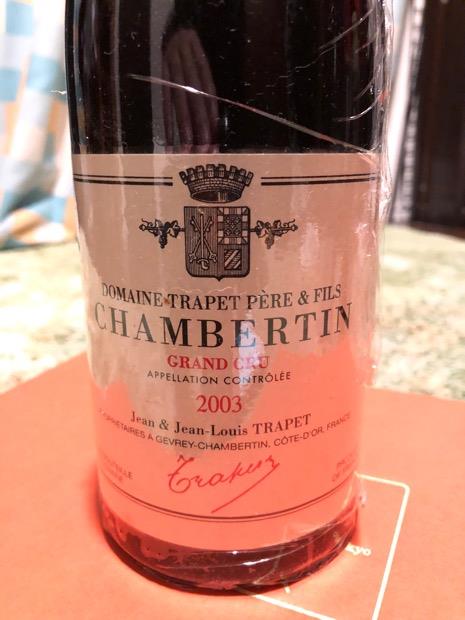 DOMAINE TRAPET PÈRE & FILS
CHAMBERTIN
GRAND CRU
APPELLATION CONTRÔLÉE
2003
Jean & Jean-Louis TRAPET
À GEVREY-CHAMBERTIN, CÔTE-D'OR, FRANCE
Trapet